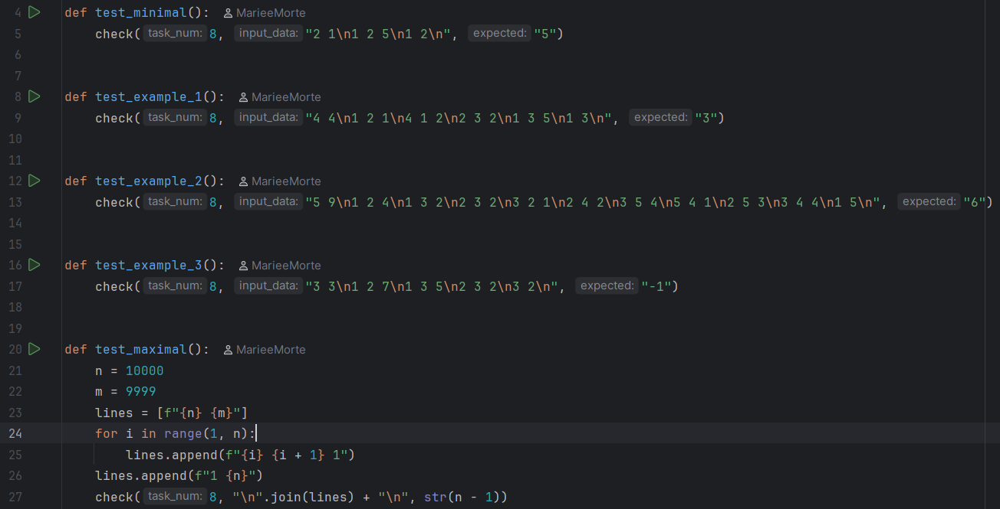 4 def test_minimal(): MarieeMorte
5 check( task_num: 8, input_data: "2 1\n1 2 5\n1 2\n", expected: "5")
6
7
8 def test_example_1(): MarieeMorte
9 check( task_num: 8, input_data: "4 4\n1 2 1\n4 1 2\n2 3 2\n1 3 5\n1 3\n", expected: "3")
10
11
12 def test_example_2(): MarieeMorte
13 check( task_num: 8, input_data: "5 9\n1 2 4\n1 3 2\n2 3 2\n3 2 1\n2 4 2\n3 5 4\n5 4 1\n2 5 3\n3 4 4\n1 5\n", expected: "6")
14
15
16 def test_example_3(): MarieeMorte
17 check( task_num: 8, input_data: "3 3\n1 2 7\n1 3 5\n2 3 2\n3 2\n", expected: "-1")
18
19
20 def test_maximal(): MarieeMorte
21 n = 10000
22 m = 9999
23 lines = [f"{n} {m}"]
24 for i in range(1, n):
25 lines.append(f"{i} {i + 1} 1")
26 lines.append(f"1 {n}")
27 check( task_num: 8, "\n".join(lines) + "\n", str(n - 1))